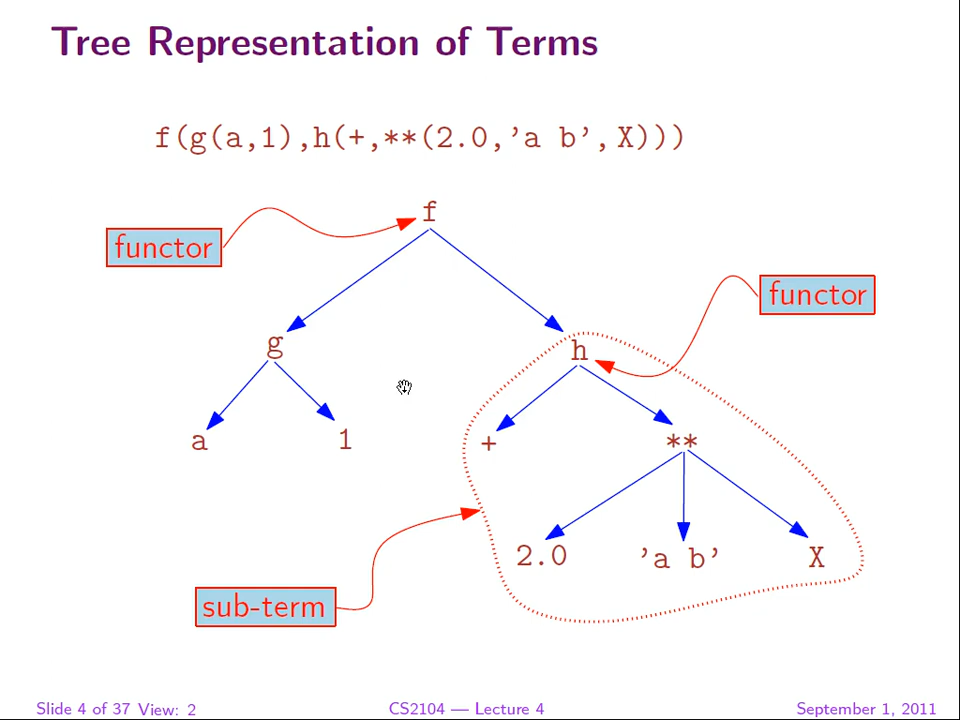 Tree Representation of Terms
f(g(a,1),h(+,**(2.0,'a b',X)))
f
functor
functor
g
h
a
1
+
**
2.0
'a b'
X
sub-term
Slide 4 of 37 View: 2
CS2104 — Lecture 4
September 1, 2011